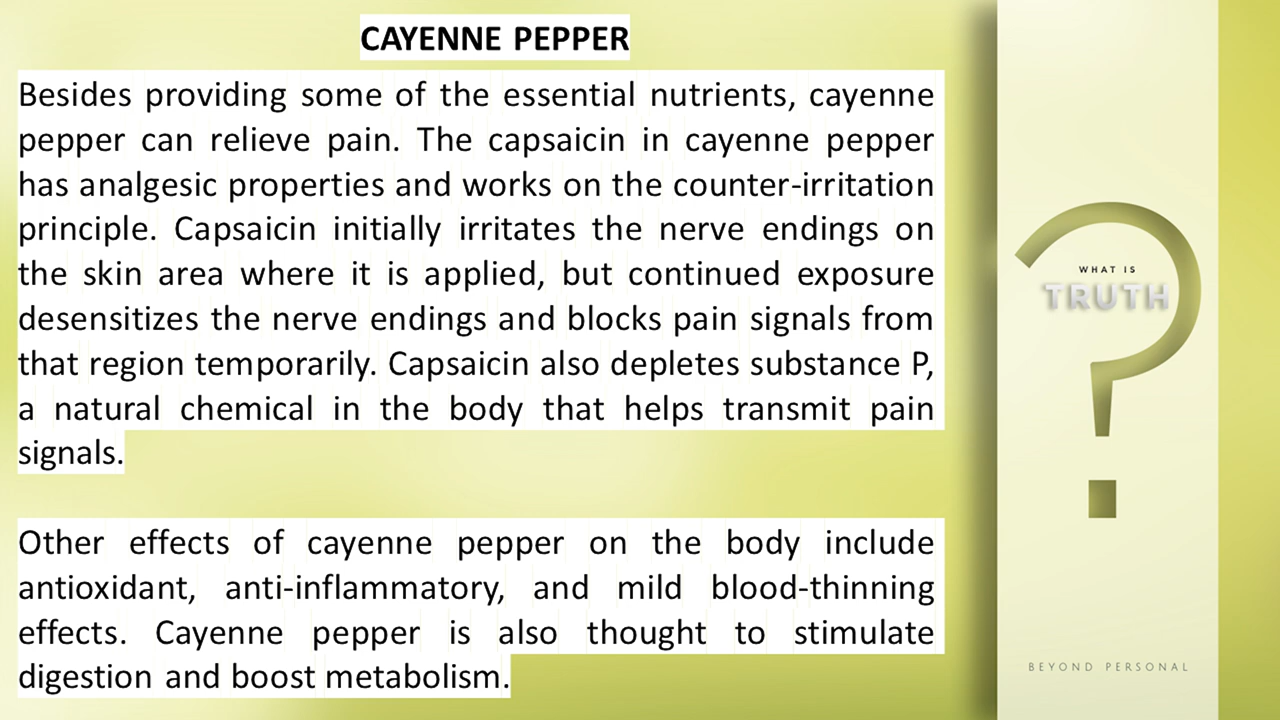 CAYENNE PEPPER
Besides providing some of the essential nutrients, cayenne
pepper can relieve pain. The capsaicin in cayenne pepper
has analgesic properties and works on the counter-irritation
principle. Capsaicin initially irritates the nerve endings on
the skin area where it is applied, but continued exposure
desensitizes the nerve endings and blocks pain signals from
that region temporarily. Capsaicin also depletes substance P,
a natural chemical in the body that helps transmit pain
signals.
Other effects of cayenne pepper on the body include
antioxidant, anti-inflammatory, and mild blood-thinning
effects. Cayenne pepper is also thought to stimulate
digestion and boost metabolism.
WHAT IS
TRUTH
?
BEYOND PERSONAL